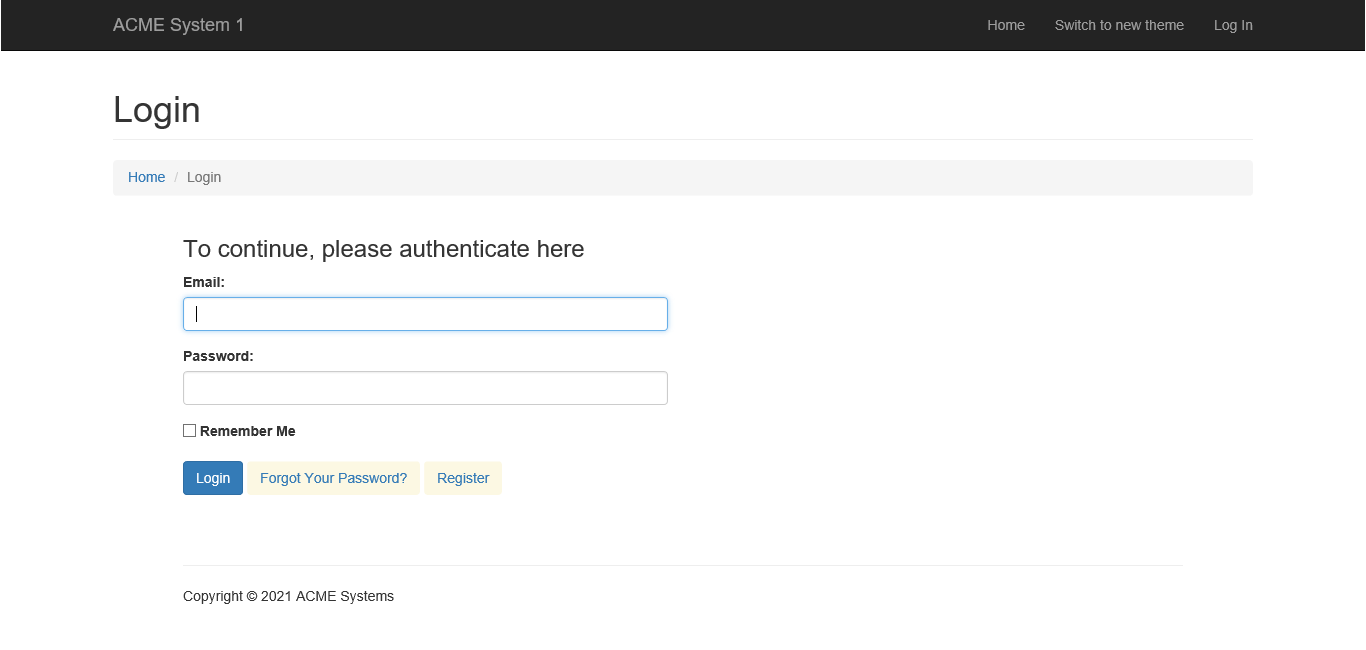 ACME System 1 Home Switch to new theme Log In
Login
Home / Login
To continue, please authenticate here
Email:
Password:
Remember Me
Login Forgot Your Password? Register
Copyright © 2021 ACME Systems